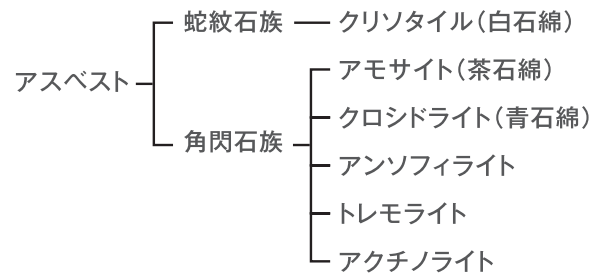 アスベスト
蛇紋石族
クリソタイル（白石綿）
角閃石族
アモサイト（茶石綿）
クロシドライト（青石綿）
アンソフィライト
トレモライト
アクチノライト